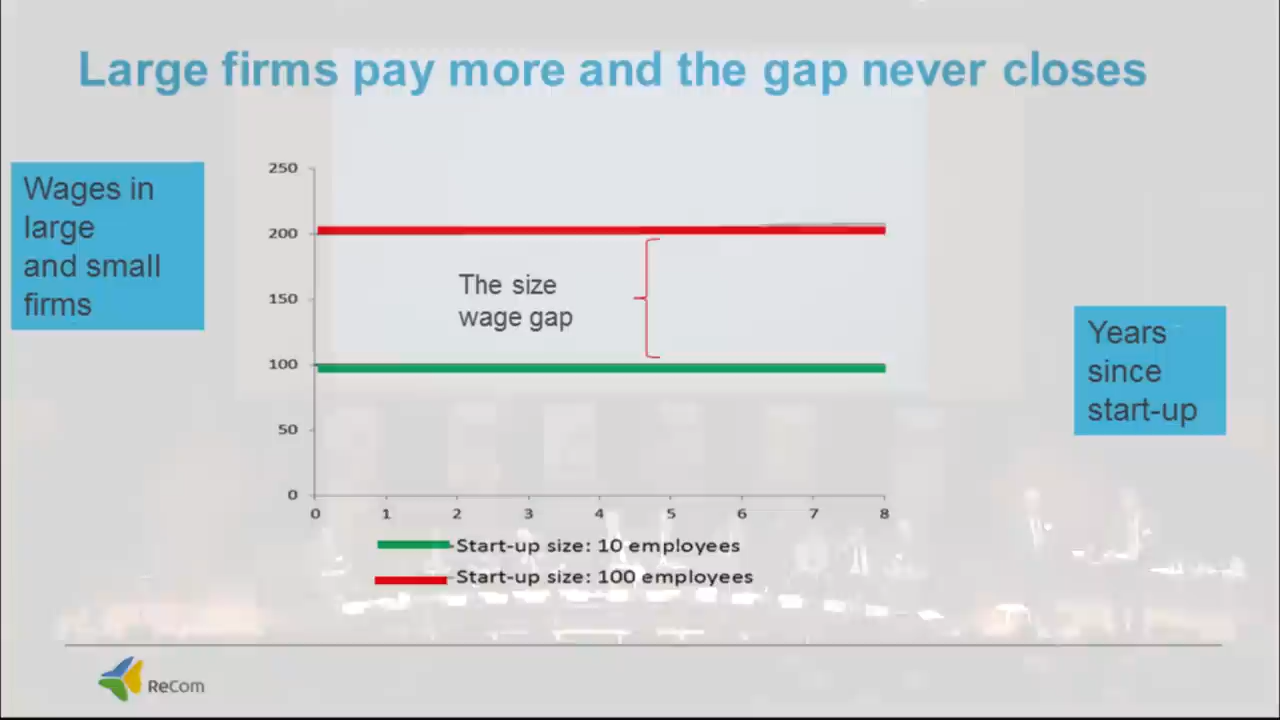 Large firms pay more and the gap never closes
Wages in
large
and small
firms
250
200
150
100
50
0
The size
wage gap
Years
since
start-up
0 1 2 3 4 5 6 7 8
Start-up size: 10 employees
Start-up size: 100 employees
ReCom